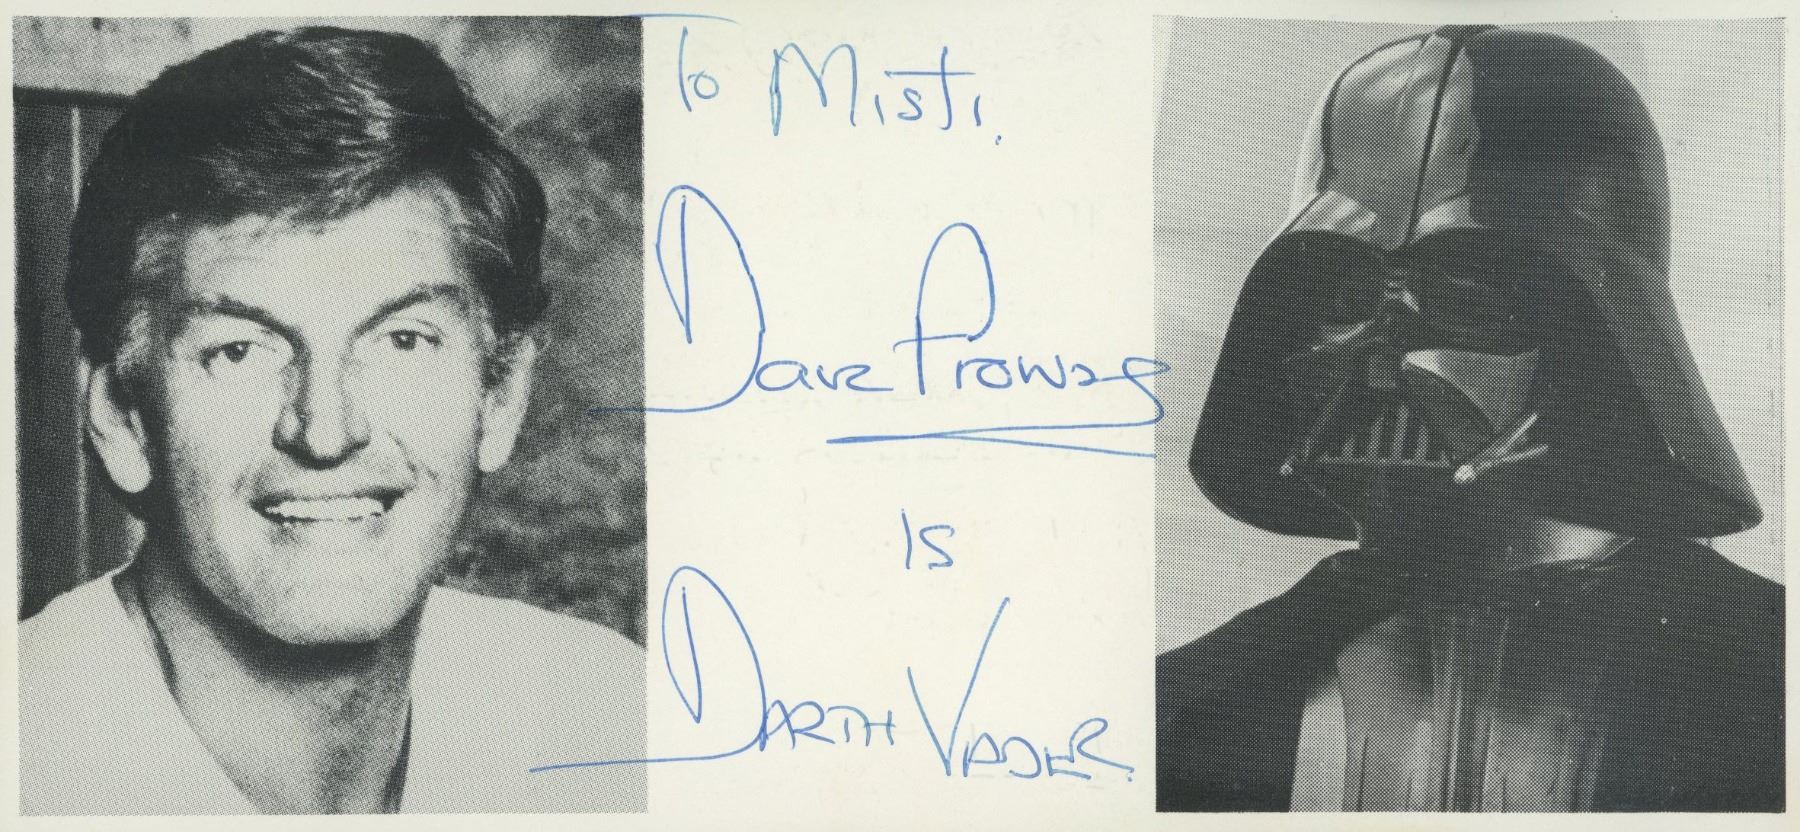 To Misti.
Dave Prowse
is
DARTH VADER.